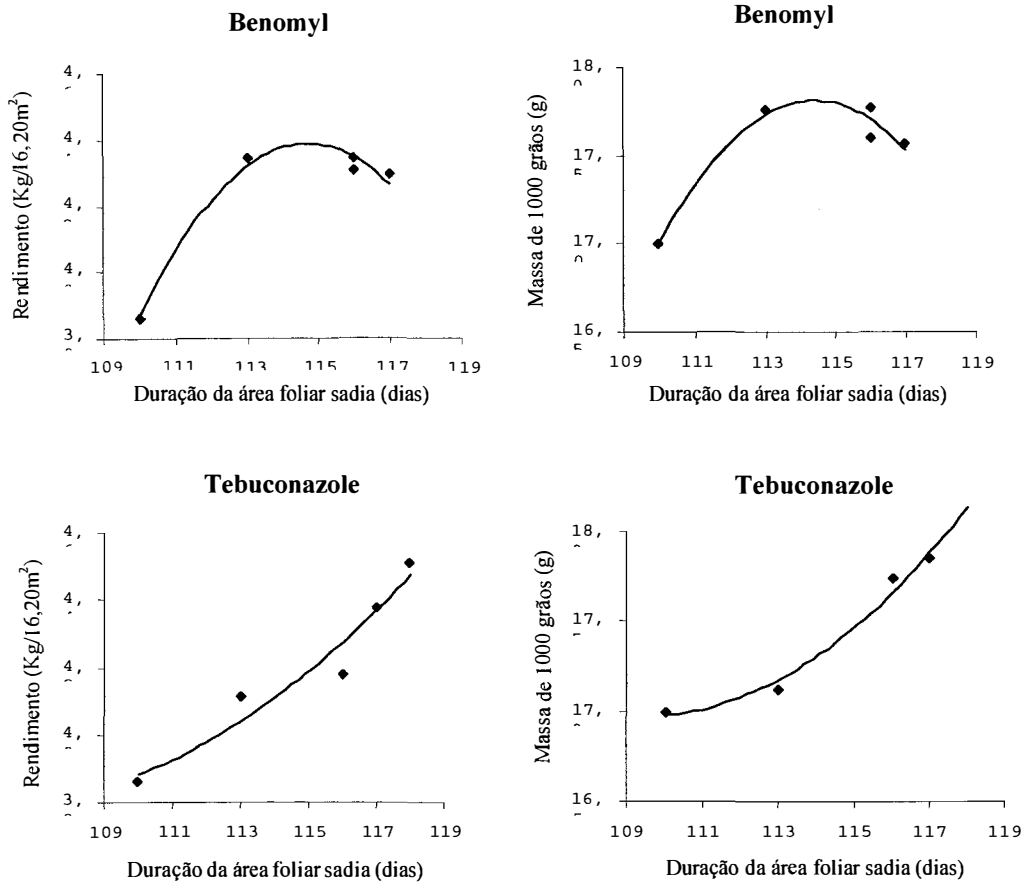 Benomyl
Rendimento (Kg/16,20m²)
4,
4,
4,
4,
3,
109 111 113 115 117 119
Duração da área foliar sadia (dias)
Benomyl
Massa de 1000 grãos (g)
18,
17,
5
17,
16,
5
109 111 113 115 117 119
Duração da área foliar sadia (dias)
Tebuconazole
Rendimento (Kg/16,20m²)
4,
4,
4,
4,
3,
109 111 113 115 117 119
Duração da área foliar sadia (dias)
Tebuconazole
Massa de 1000 grãos (g)
18,
17,
17,
16,
109 111 113 115 117 119
Duração da área foliar sadia (dias)